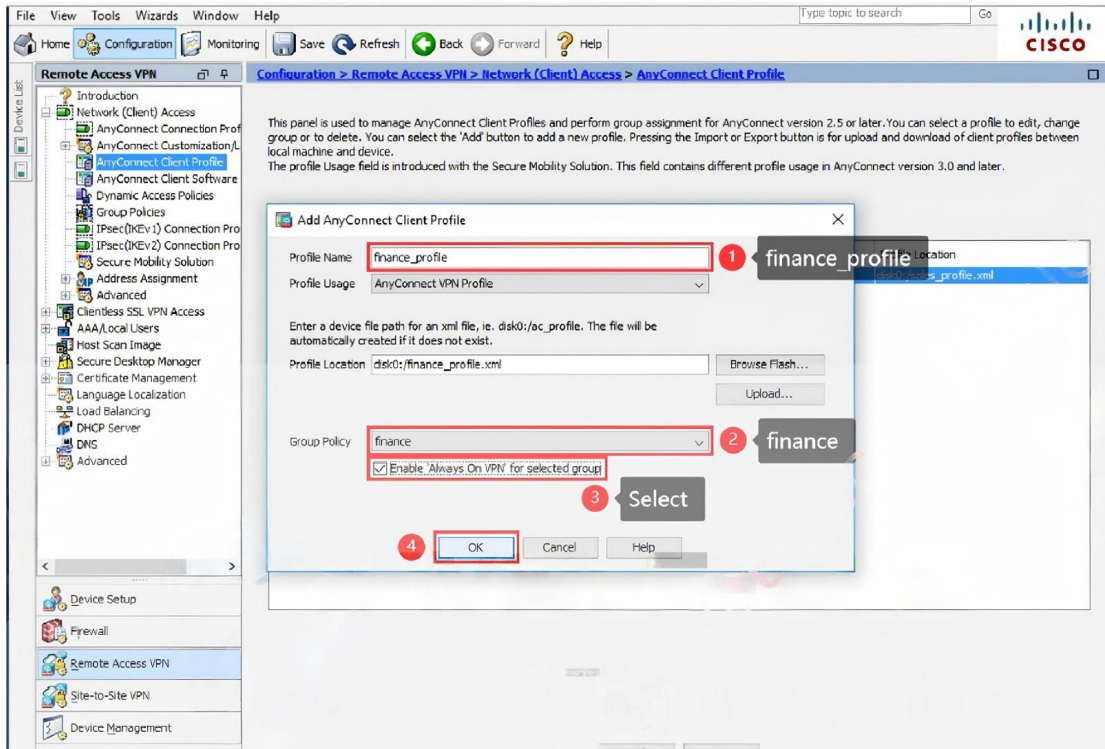 File View Tools Wizards Window Help
Type topic to search Go
Home Configuration Monitoring Save Refresh Back Forward Help
CISCO
Device List
Remote Access VPN
Introduction
Network (Client) Access
AnyConnect Connection Prof
AnyConnect Customization/L
AnyConnect Client Profile
AnyConnect Client Software
Dynamic Access Policies
Group Policies
IPsec(IKEv1) Connection Pro
IPsec(IKEv2) Connection Pro
Secure Mobility Solution
Address Assignment
Advanced
Clientless SSL VPN Access
AAA/Local Users
Host Scan Image
Secure Desktop Manager
Certificate Management
Language Localization
Load Balancing
DHCP Server
DNS
Advanced
Device Setup
Firewall
Remote Access VPN
Site-to-Site VPN
Device Management
Configuration > Remote Access VPN > Network (Client) Access > AnyConnect Client Profile
This panel is used to manage AnyConnect Client Profiles and perform group assignment for AnyConnect version 2.5 or later. You can select a profile to edit, change
group or to delete. You can select the 'Add' button to add a new profile. Pressing the Import or Export button is for upload and download of client profiles between
local machine and device.
The profile Usage field is introduced with the Secure Mobility Solution. This field contains different profile usage in AnyConnect version 3.0 and later.
Location
Add AnyConnect Client Profile
Profile Name finance_profile
1 finance_profile
Profile Usage AnyConnect VPN Profile
Enter a device file path for an xml file, ie. disk0:/ac_profile. The file will be
automatically created if it does not exist.
Profile Location disk0:/finance_profile.xml Browse Flash...
Upload...
Group Policy finance
2 finance
Enable 'Always On VPN' for selected group
3 Select
4 OK Cancel Help